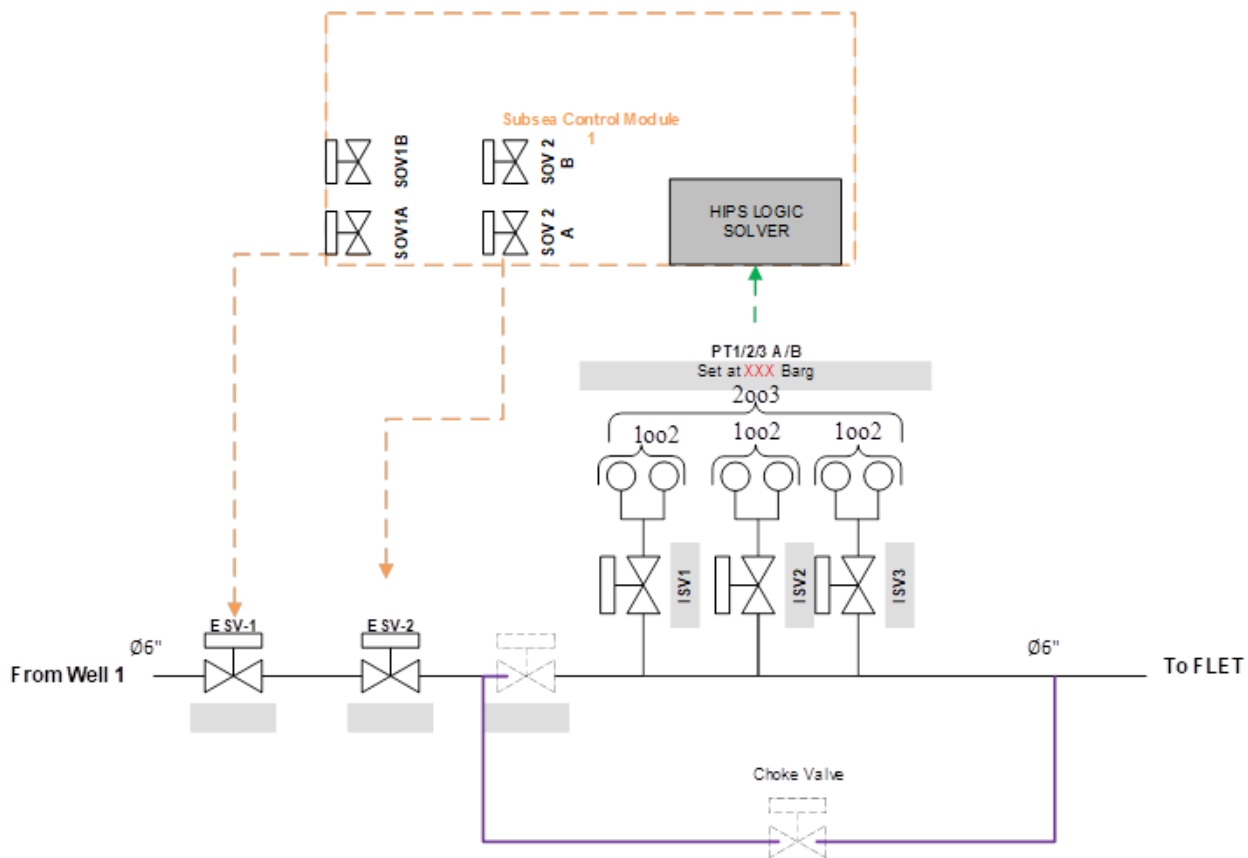 Subsea Control Module
1
SOV1B
SOV 2
B
SOV1A
SOV 2
A
HIPS LOGIC
SOLVER
PT1/2/3 A/B
Set at XXX Barg
2oo3
1oo2
1oo2
1oo2
ISV1
ISV2
ISV3
ESV-1
ESV-2
Ø6"
Ø6"
From Well 1
To FLET
Choke Valve